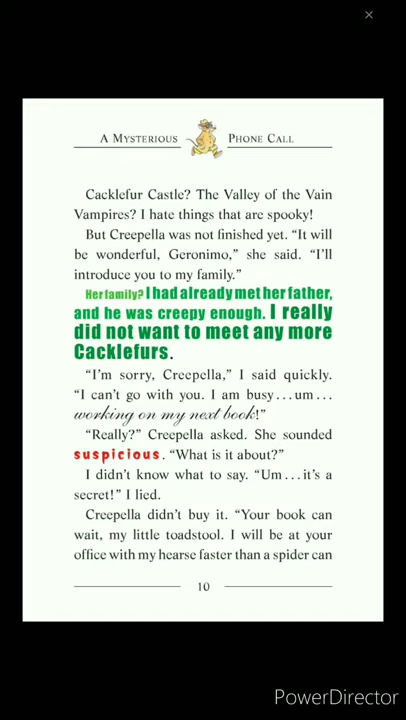 A MYSTERIOUS PHONE CALL
Cacklefur Castle? The Valley of the Vain
Vampires? I hate things that are spooky!
But Creepella was not finished yet. “It will
be wonderful, Geronimo,” she said. “I’ll
introduce you to my family.”
Her family? I had already met her father,
and he was creepy enough. I really
did not want to meet any more
Cacklefurs.
“I’m sorry, Creepella,” I said quickly.
“I can’t go with you. I am busy...um...
working on my next book!”
“Really?” Creepella asked. She sounded
suspicious. “What is it about?”
I didn’t know what to say. “Um...it’s a
secret!” I lied.
Creepella didn’t buy it. “Your book can
wait, my little toadstool. I will be at your
office with my hearse faster than a spider can
10
PowerDirector